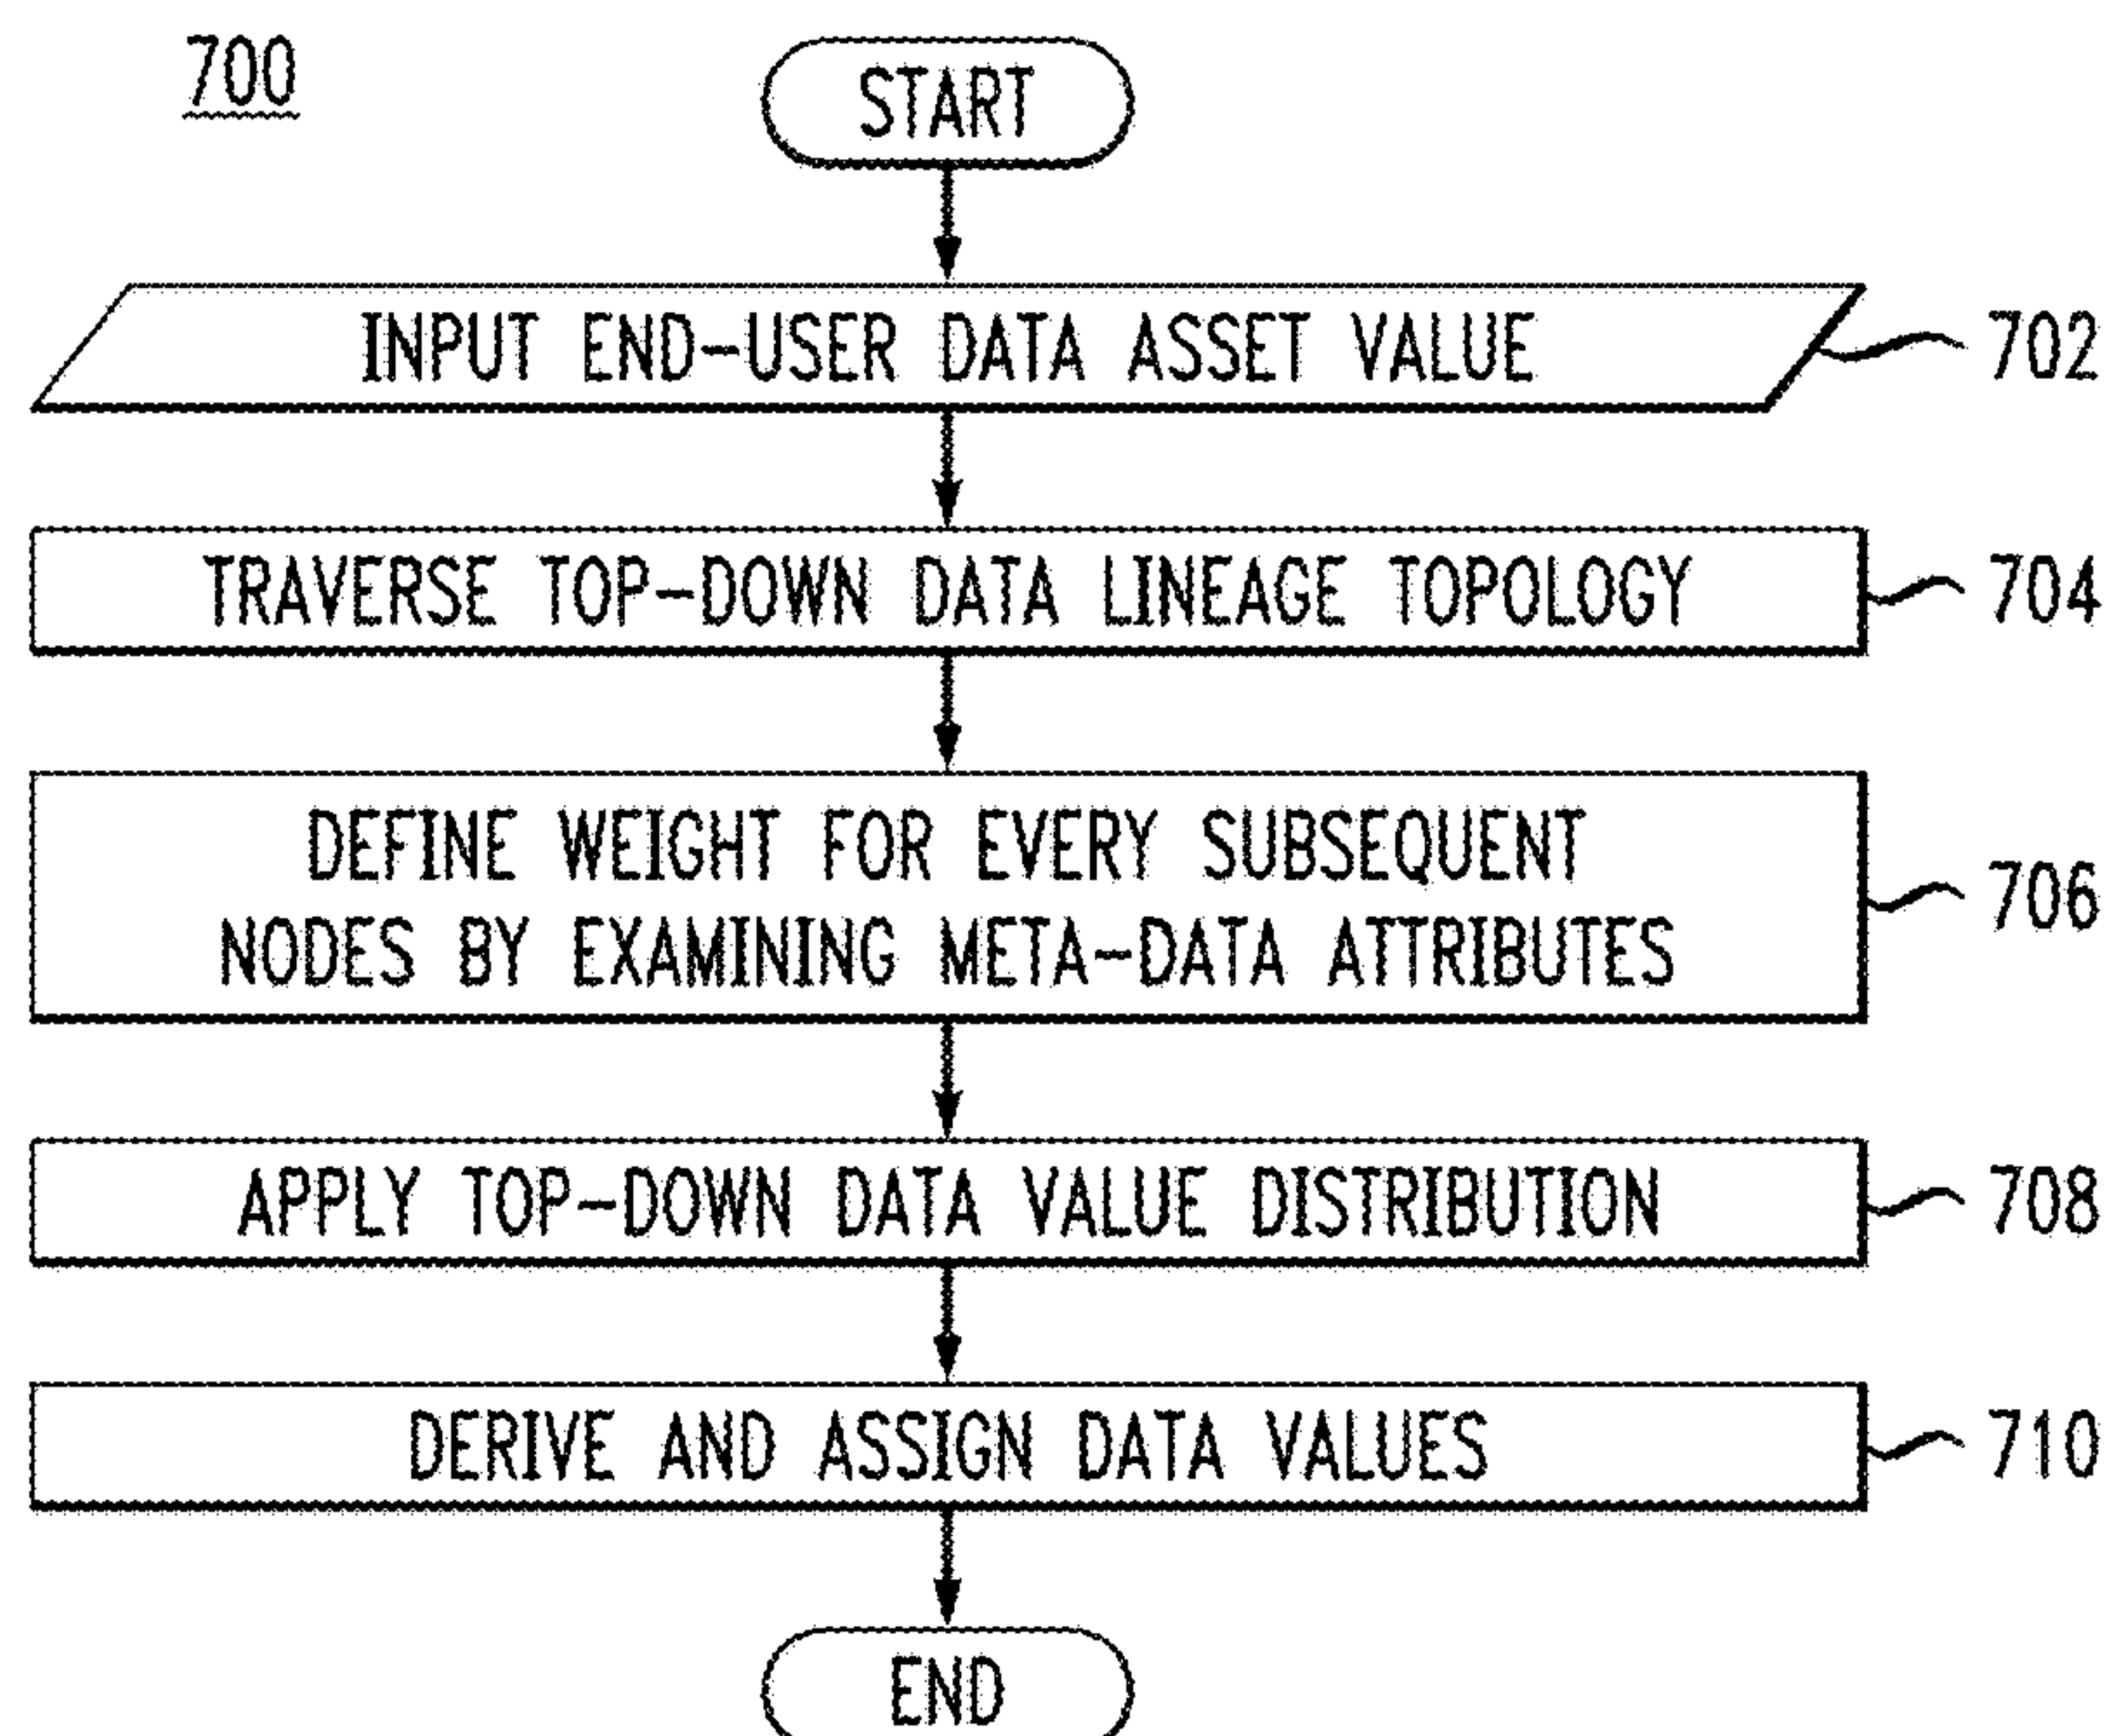 700
START
INPUT END-USER DATA ASSET VALUE
702
TRAVERSE TOP-DOWN DATA LINEAGE TOPOLOGY
704
DEFINE WEIGHT FOR EVERY SUBSEQUENT
NODES BY EXAMINING META-DATA ATTRIBUTES
706
APPLY TOP-DOWN DATA VALUE DISTRIBUTION
708
DERIVE AND ASSIGN DATA VALUES
710
END